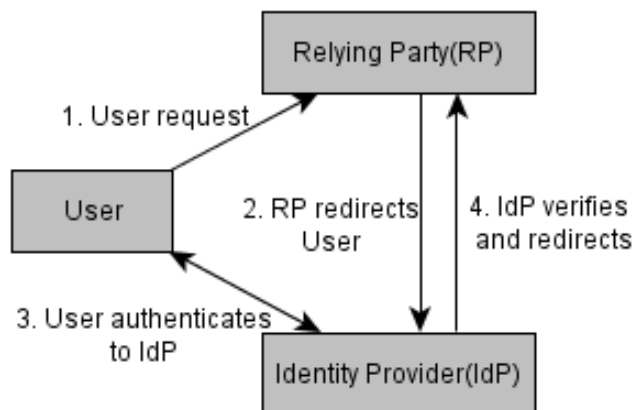 Relying Party(RP)
1. User request
User
2. RP redirects
User
4. IdP verifies
and redirects
3. User authenticates
to IdP
Identity Provider(IdP)